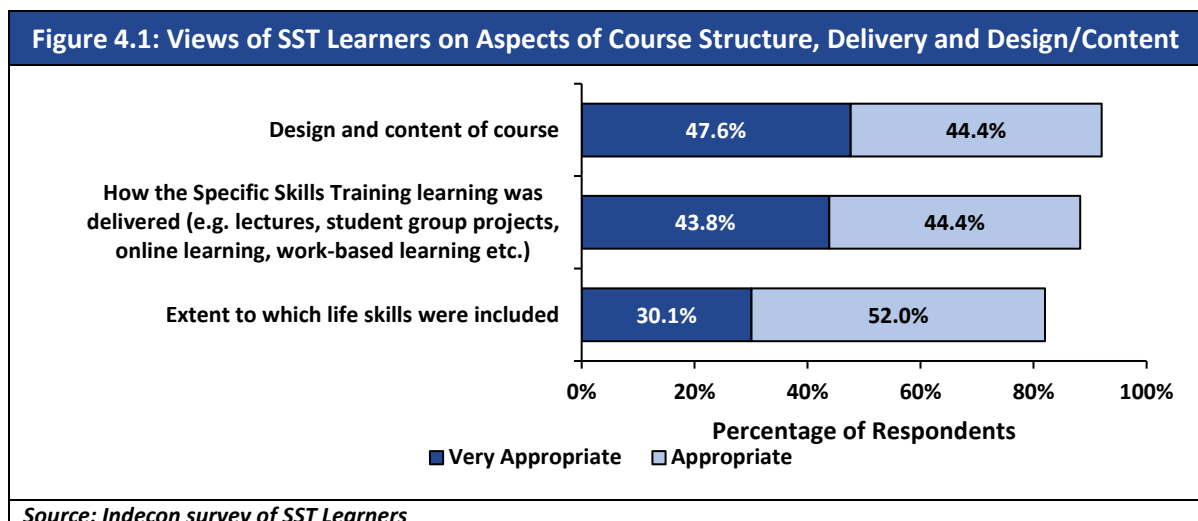 Figure 4.1: Views of SST Learners on Aspects of Course Structure, Delivery and Design/Content
Design and content of course
47.6%
44.4%
How the Specific Skills Training learning was
delivered (e.g. lectures, student group projects,
online learning, work-based learning etc.)
43.8%
44.4%
Extent to which life skills were included
30.1%
52.0%
0%
20%
40%
60%
80%
100%
Percentage of Respondents
Very Appropriate
Appropriate
Source: Indecon survey of SST Learners